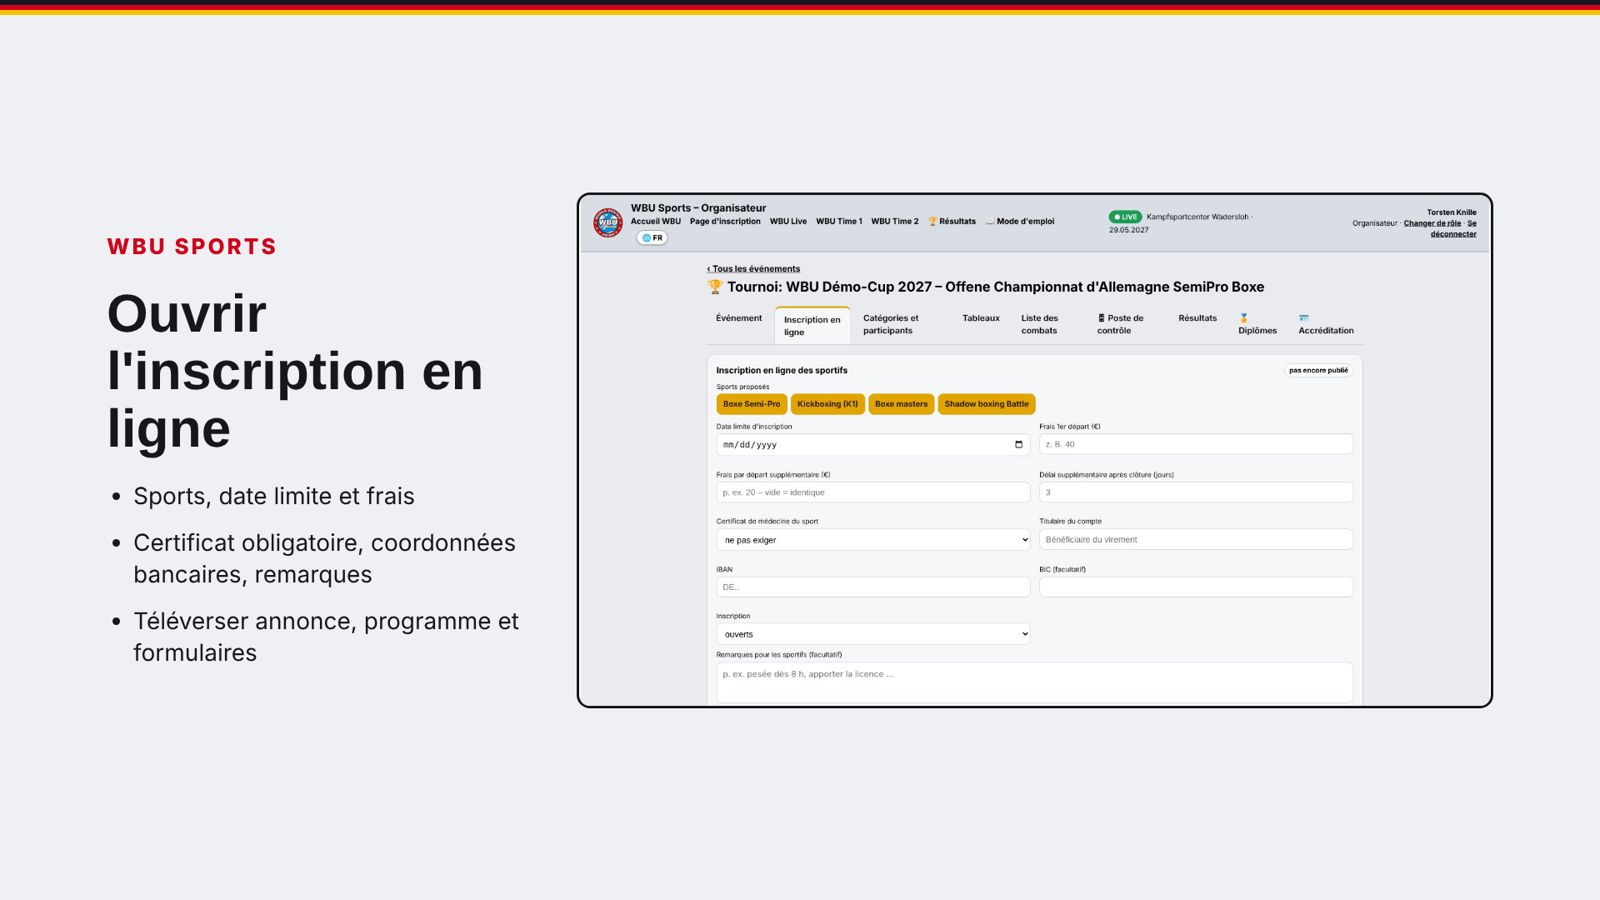 WBU SPORTS
Ouvrir
l'inscription en
ligne
• Sports, date limite et frais
• Certificat obligatoire, coordonnées
bancaires, remarques
• Téléverser annonce, programme et
formulaires
WBU
WBU Sports – Organisateur
Accueil WBU Page d'inscription WBU Live WBU Time 1 WBU Time 2 🏆 Résultats 📖 Mode d'emploi
🌐 FR
● LIVE Kampfsportcenter Wadersloh ·
29.05.2027
Torsten Knille
Organisateur · Changer de rôle · Se
déconnecter
‹ Tous les événements
🏆 Tournoi: WBU Démo-Cup 2027 – Offene Championnat d'Allemagne SemiPro Boxe
Événement
Inscription en
ligne
Catégories et
participants
Tableaux
Liste des
combats
Poste de
contrôle
Résultats
🏅
Diplômes
🪪
Accréditation
Inscription en ligne des sportifs
pas encore publié
Sports proposés
Boxe Semi-Pro Kickboxing (K1) Boxe masters Shadow boxing Battle
Date limite d'inscription
mm/dd/yyyy
Frais 1er départ (€)
z. B. 40
Frais par départ supplémentaire (€)
p. ex. 20 – vide = identique
Délai supplémentaire après clôture (jours)
3
Certificat de médecine du sport
ne pas exiger
Titulaire du compte
Bénéficiaire du virement
IBAN
DE..
BIC (facultatif)
Inscription
ouverts
Remarques pour les sportifs (facultatif)
p. ex. pesée dès 8 h, apporter la licence ...